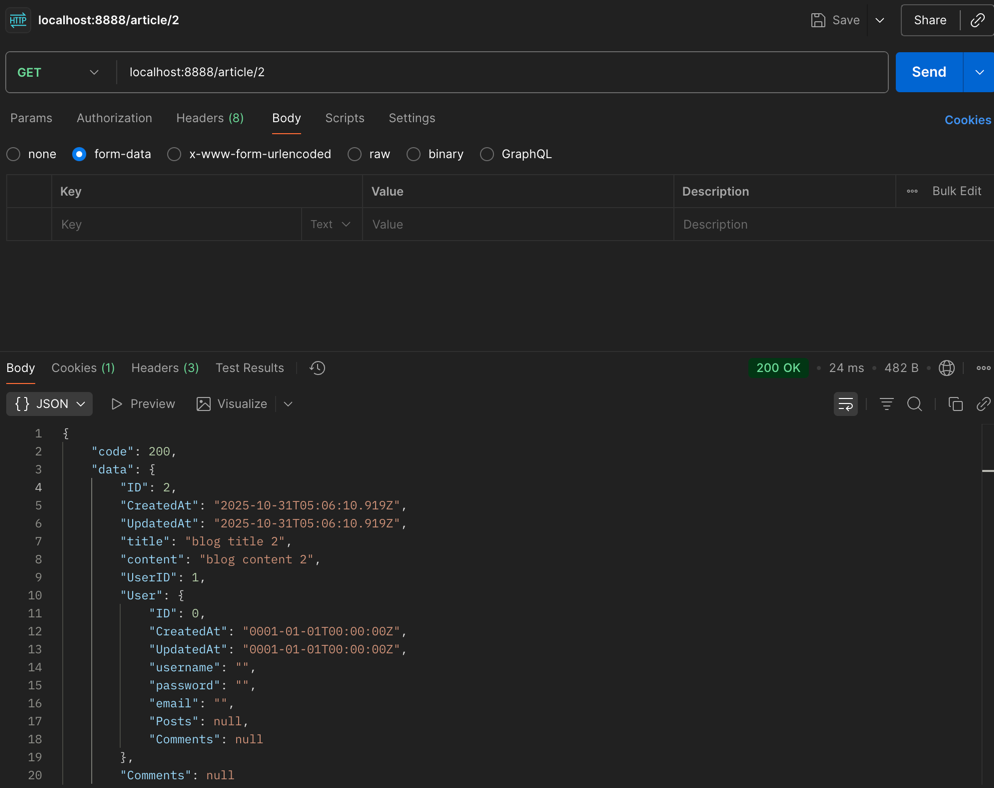 HTTP localhost:8888/article/2 Save Share
GET localhost:8888/article/2 Send
Params Authorization Headers (8) Body Scripts Settings Cookies
none form-data x-www-form-urlencoded raw binary GraphQL
Key Value Description Bulk Edit
Key Text Value Description
Body Cookies (1) Headers (3) Test Results 200 OK • 24 ms • 482 B •
{} JSON Preview Visualize
1 {
2 "code": 200,
3 "data": {
4 "ID": 2,
5 "CreatedAt": "2025-10-31T05:06:10.919Z",
6 "UpdatedAt": "2025-10-31T05:06:10.919Z",
7 "title": "blog title 2",
8 "content": "blog content 2",
9 "UserID": 1,
10 "User": {
11 "ID": 0,
12 "CreatedAt": "0001-01-01T00:00:00Z",
13 "UpdatedAt": "0001-01-01T00:00:00Z",
14 "username": "",
15 "password": "",
16 "email": "",
17 "Posts": null,
18 "Comments": null
19 },
20 "Comments": null